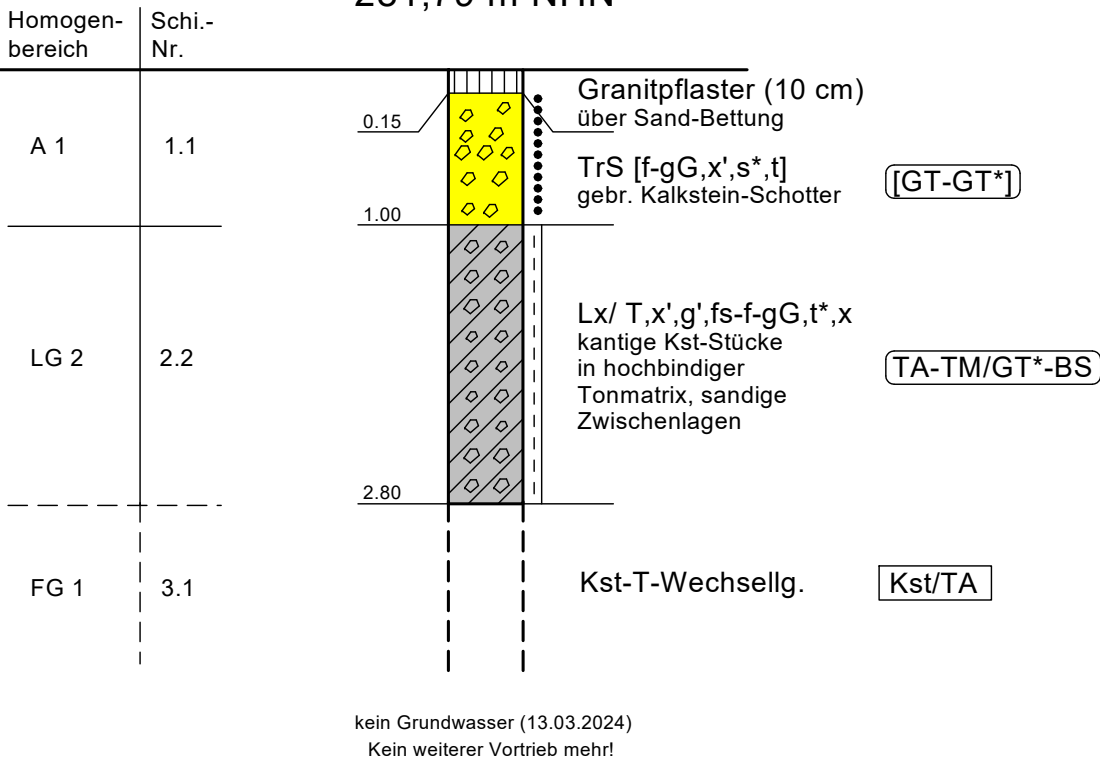 Homogen-
bereich
Schi.-
Nr.
A 1
1.1
0.15
Granitpflaster (10 cm)
über Sand-Bettung
TrS [f-gG,x',s*,t]
gebr. Kalkstein-Schotter
[GT-GT*]
1.00
LG 2
2.2
Lx/ T,x',g',fs-f-gG,t*,x
kantige Kst-Stücke
in hochbindiger
Tonmatrix, sandige
Zwischenlagen
TA-TM/GT*-BS
2.80
FG 1
3.1
Kst-T-Wechsellg.
Kst/TA
kein Grundwasser (13.03.2024)
Kein weiterer Vortrieb mehr!